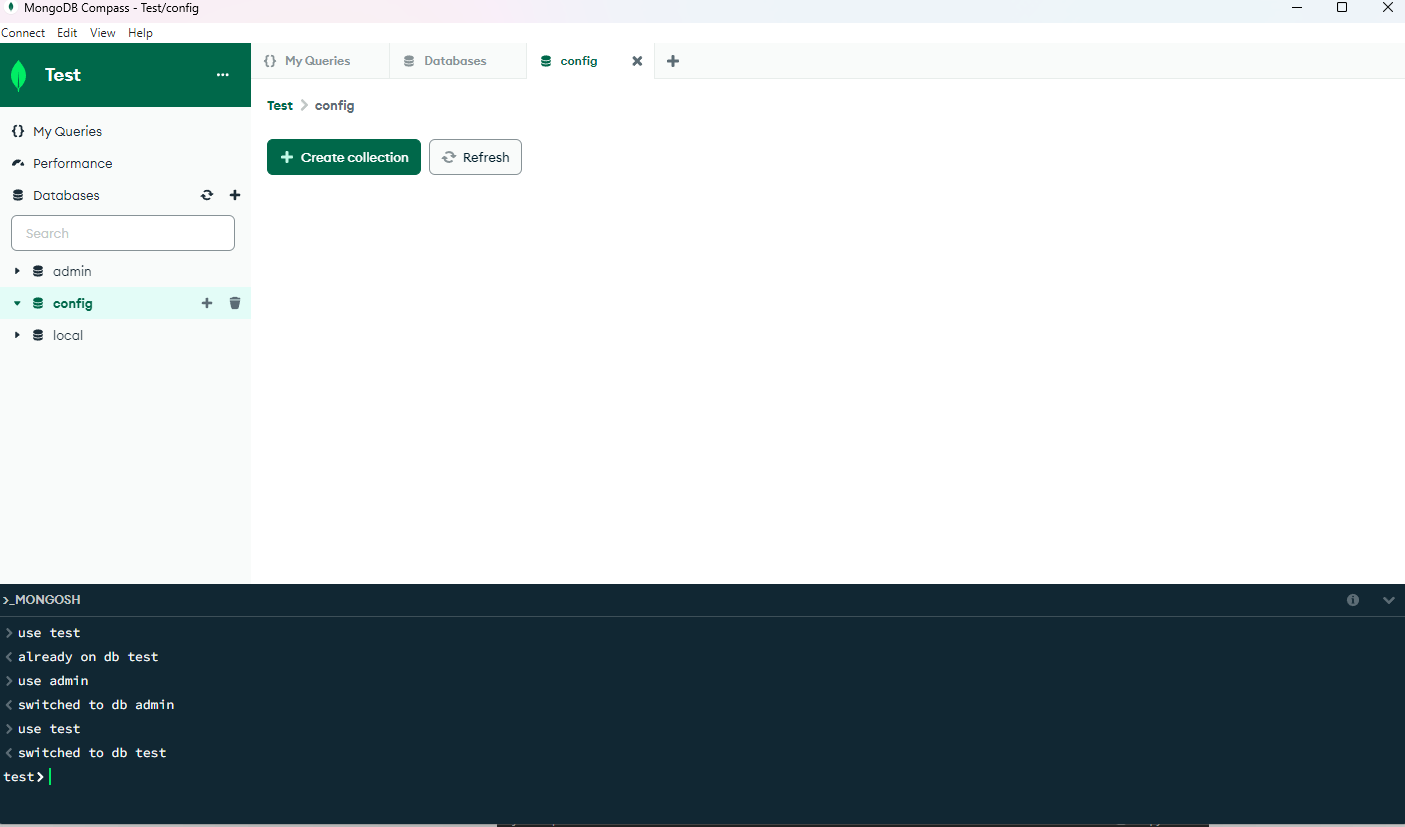 MongoDB Compass - Test/config
Connect Edit View Help
Test ...
My Queries
Performance
Databases
Search
admin
config
local
{} My Queries Databases config
Test > config
+ Create collection Refresh
>_MONGOSH
> use test
< already on db test
> use admin
< switched to db admin
> use test
< switched to db test
test>